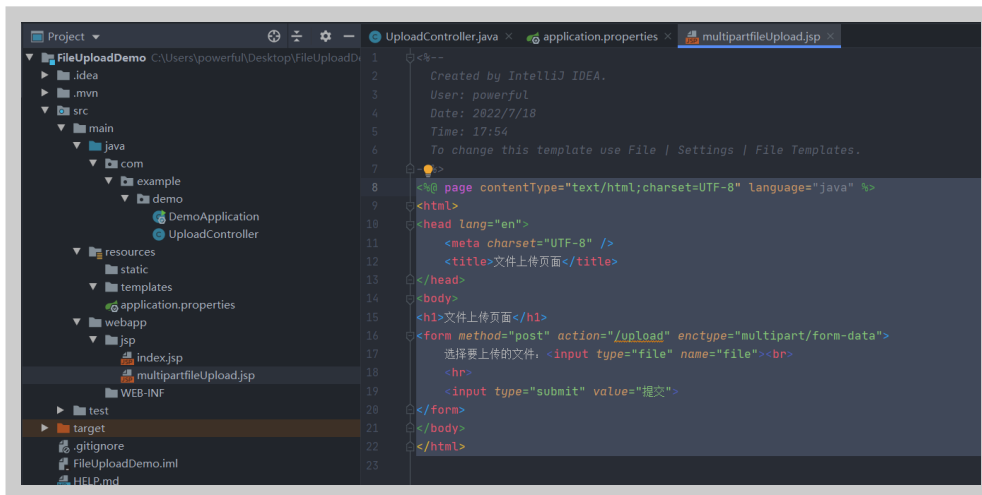 Project
UploadController.java
application.properties
multipartfileUpload.jsp
FileUploadDemo C:\Users\powerful\Desktop\FileUploadDe
.idea
.mvn
src
main
java
com
example
demo
DemoApplication
UploadController
resources
static
templates
application.properties
webapp
jsp
index.jsp
multipartfileUpload.jsp
WEB-INF
test
target
.gitignore
FileUploadDemo.iml
HELP.md
1 <%--
2 Created by IntelliJ IDEA.
3 User: powerful
4 Date: 2022/7/18
5 Time: 17:54
6 To change this template use File | Settings | File Templates.
7 --%>
8 <%@ page contentType="text/html;charset=UTF-8" language="java" %>
9 <html>
10 <head lang="en">
11 <meta charset="UTF-8" />
12 <title>文件上传页面</title>
13 </head>
14 <body>
15 <h1>文件上传页面</h1>
16 <form method="post" action="/upload" enctype="multipart/form-data">
17 选择要上传的文件：<input type="file" name="file"><br>
18 <hr>
19 <input type="submit" value="提交">
20 </form>
21 </body>
22 </html>
23